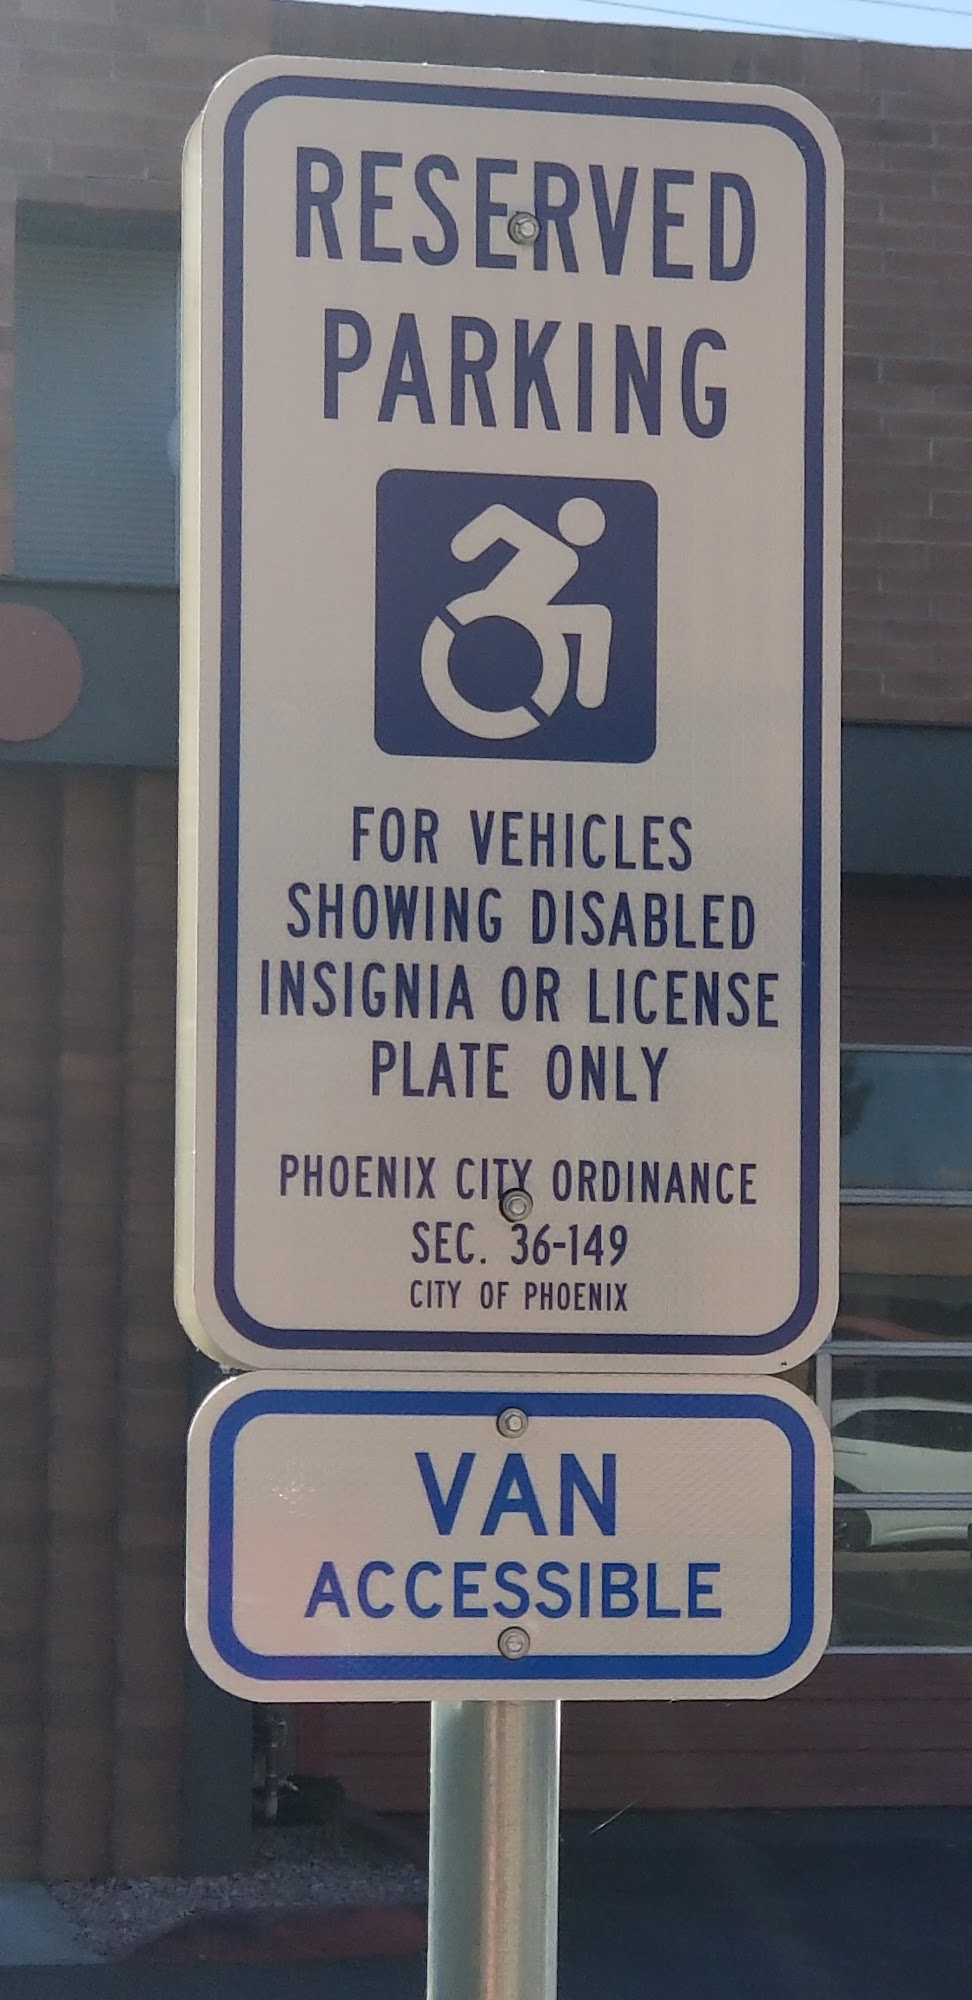 RESERVED
PARKING
FOR VEHICLES
SHOWING DISABLED
INSIGNIA OR LICENSE
PLATE ONLY
PHOENIX CITY ORDINANCE
SEC. 36-149
CITY OF PHOENIX
VAN
ACCESSIBLE